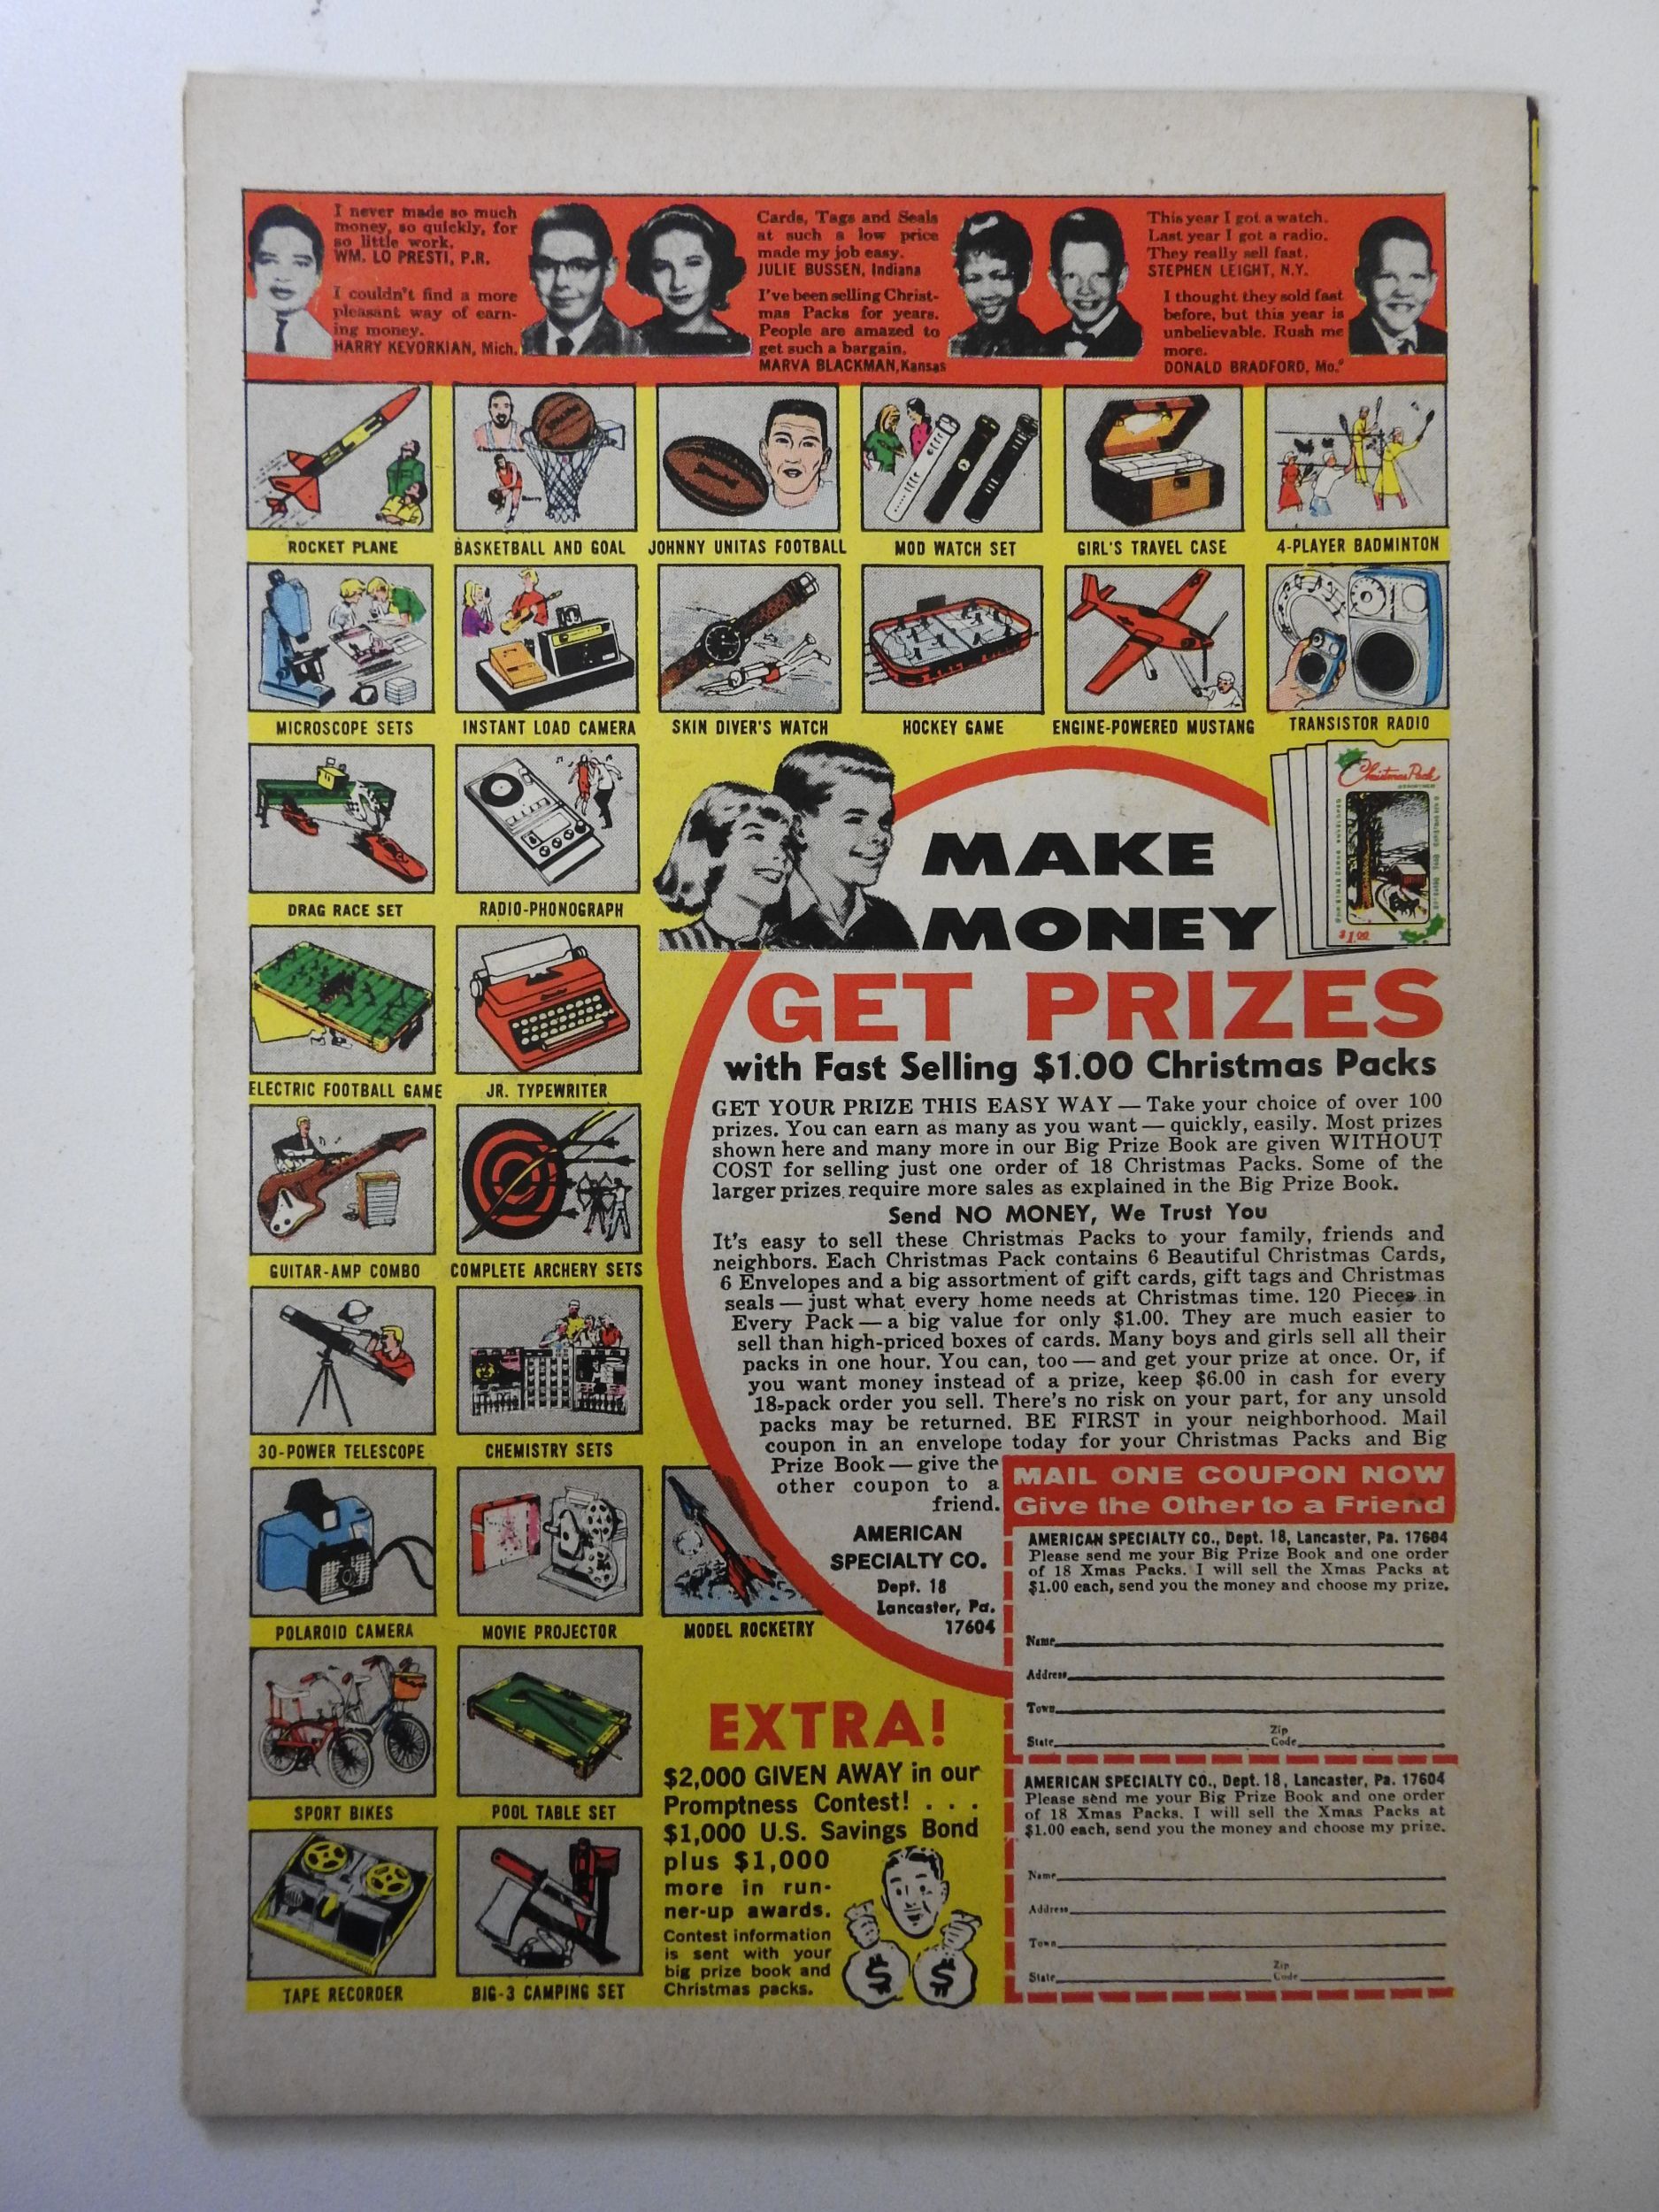 I never made so much
money, so quickly, for
so little work.
WM. LO PRESTI, P.R.
I couldn't find a more
pleasant way of earn-
ing money.
HARRY KEVORKIAN, Mich.
Cards, Tags and Seals
at such a low price
made my job easy.
JULIE BUSSEN, Indiana
I've been selling Christ-
mas Packs for years.
People are amazed to
get such a bargain.
MARVA BLACKMAN, Kansas
This year I got a watch.
Last year I got a radio.
They really sell fast.
STEPHEN LEIGHT, N.Y.
I thought they sold fast
before, but this year is
unbelievable. Rush me
more.
DONALD BRADFORD, Mo."
ROCKET PLANE
BASKETBALL AND GOAL
JOHNNY UNITAS FOOTBALL
MOD WATCH SET
GIRL'S TRAVEL CASE
4-PLAYER BADMINTON
MICROSCOPE SETS
INSTANT LOAD CAMERA
SKIN DIVER'S WATCH
HOCKEY GAME
ENGINE-POWERED MUSTANG
TRANSISTOR RADIO
DRAG RACE SET
RADIO-PHONOGRAPH
ELECTRIC FOOTBALL GAME
JR. TYPEWRITER
GUITAR-AMP COMBO
COMPLETE ARCHERY SETS
30-POWER TELESCOPE
CHEMISTRY SETS
POLAROID CAMERA
MOVIE PROJECTOR
MODEL ROCKETRY
SPORT BIKES
POOL TABLE SET
TAPE RECORDER
BIG-3 CAMPING SET
Christmas Pack
$1.00
MAKE
MONEY
GET PRIZES
with Fast Selling $1.00 Christmas Packs
GET YOUR PRIZE THIS EASY WAY — Take your choice of over 100
prizes. You can earn as many as you want — quickly, easily. Most prizes
shown here and many more in our Big Prize Book are given WITHOUT
COST for selling just one order of 18 Christmas Packs. Some of the
larger prizes require more sales as explained in the Big Prize Book.
Send NO MONEY, We Trust You
It's easy to sell these Christmas Packs to your family, friends and
neighbors. Each Christmas Pack contains 6 Beautiful Christmas Cards,
6 Envelopes and a big assortment of gift cards, gift tags and Christmas
seals — just what every home needs at Christmas time. 120 Pieces in
Every Pack — a big value for only $1.00. They are much easier to
sell than high-priced boxes of cards. Many boys and girls sell all their
packs in one hour. You can, too — and get your prize at once. Or, if
you want money instead of a prize, keep $6.00 in cash for every
18-pack order you sell. There's no risk on your part, for any unsold
packs may be returned. BE FIRST in your neighborhood. Mail
coupon in an envelope today for your Christmas Packs and Big
Prize Book — give the
other coupon to a
friend.
AMERICAN
SPECIALTY CO.
Dept. 18
Lancaster, Pa.
17604
EXTRA!
$2,000 GIVEN AWAY in our
Promptness Contest! . . .
$1,000 U.S. Savings Bond
plus $1,000
more in run-
ner-up awards.
Contest information
is sent with your
big prize book and
Christmas packs.
$ $
MAIL ONE COUPON NOW
Give the Other to a Friend
AMERICAN SPECIALTY CO., Dept. 18, Lancaster, Pa. 17604
Please send me your Big Prize Book and one order
of 18 Xmas Packs. I will sell the Xmas Packs at
$1.00 each, send you the money and choose my prize.
Name
Address
Town
State Zip Code
AMERICAN SPECIALTY CO., Dept. 18, Lancaster, Pa. 17604
Please send me your Big Prize Book and one order
of 18 Xmas Packs. I will sell the Xmas Packs at
$1.00 each, send you the money and choose my prize.
Name
Address
Town
State Zip Code